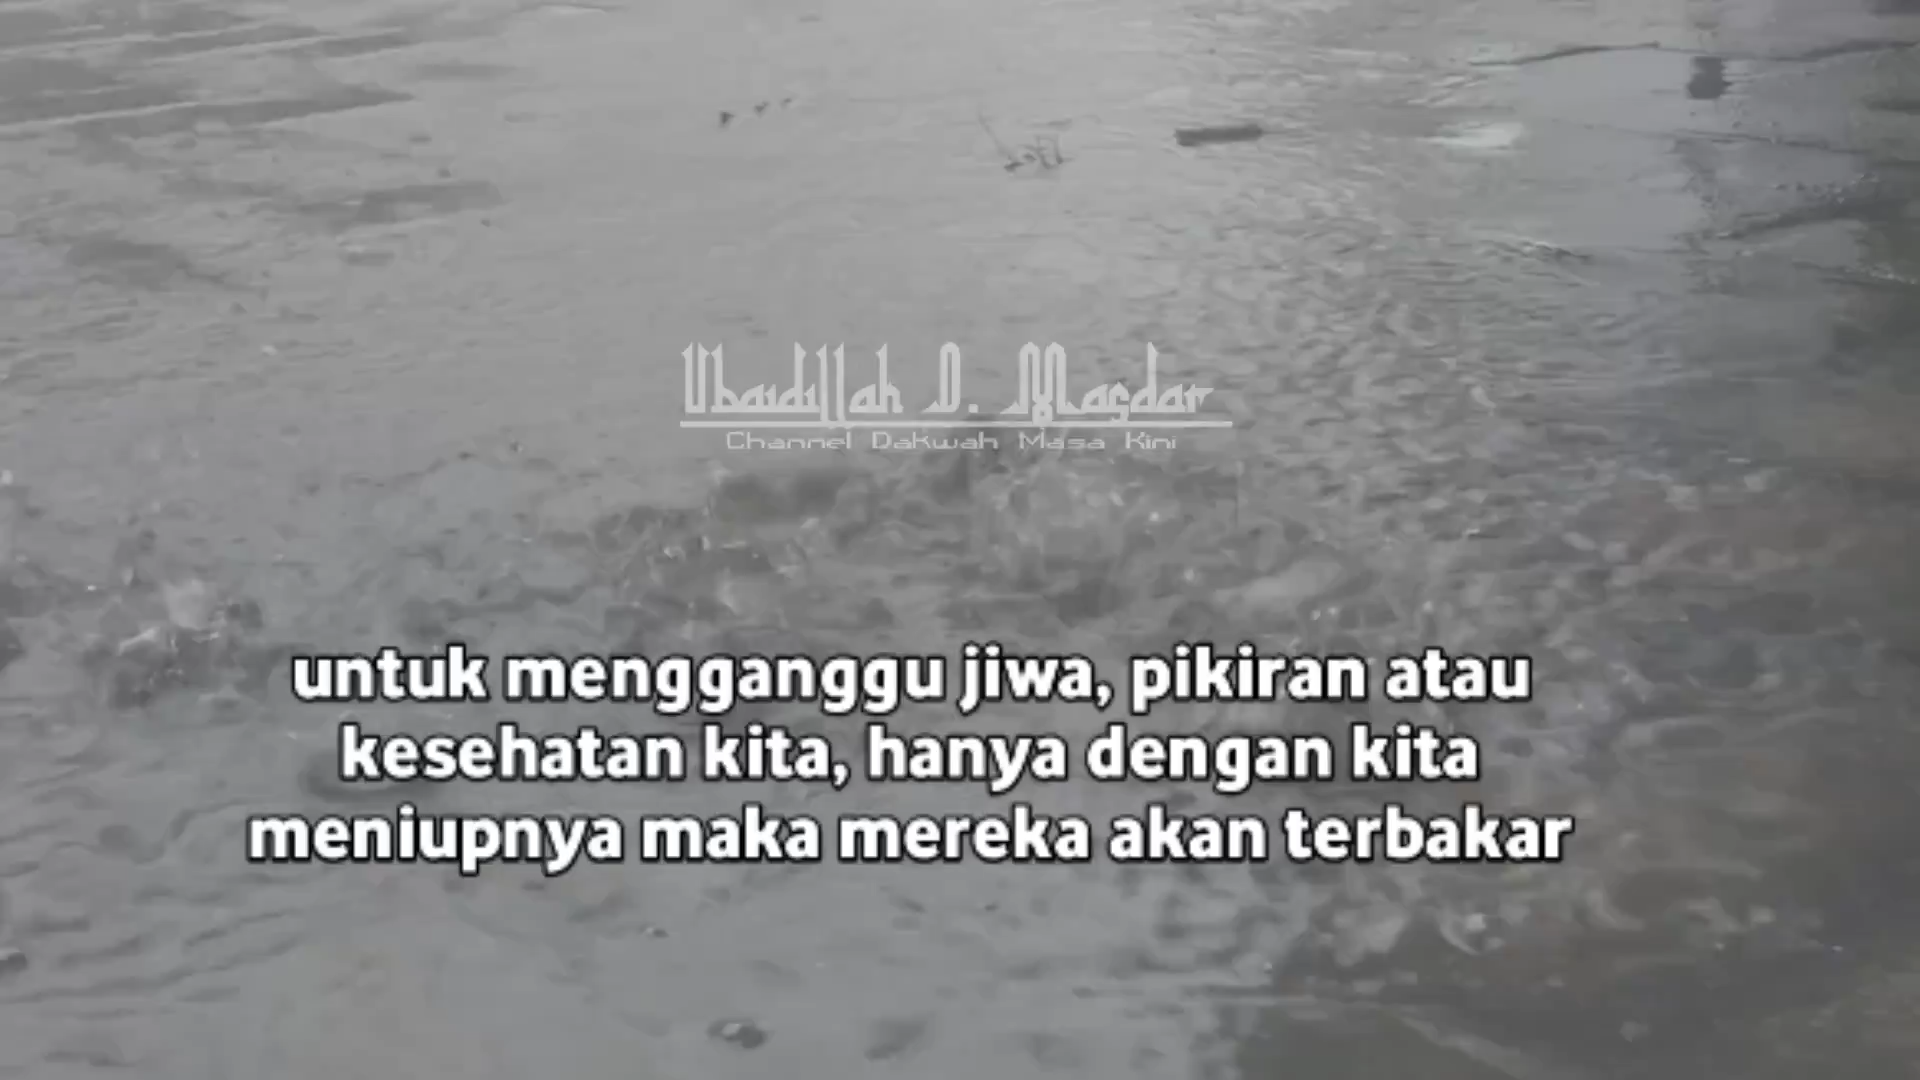 Ubaidillah D. Masdar
Channel Dakwah Masa Kini
untuk mengganggu jiwa, pikiran atau
kesehatan kita, hanya dengan kita
meniupnya maka mereka akan terbakar